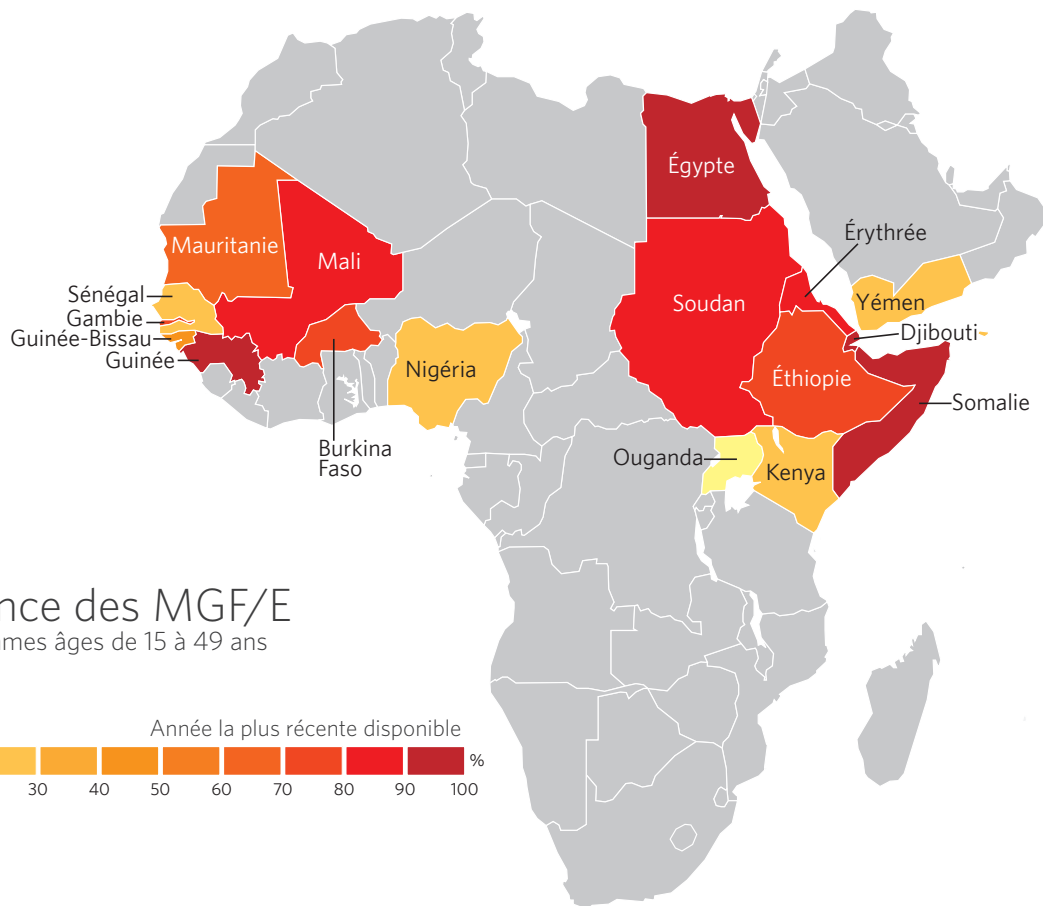 Égypte
Érythrée
Mauritanie
Mali
Soudan
Yémen
Sénégal
Gambie
Guinée-Bissau
Guinée
Djibouti
Nigéria
Éthiopie
Somalie
Burkina
Faso
Ouganda
Kenya
nce des MGF/E
mes âges de 15 à 49 ans
Année la plus récente disponible
%
30 40 50 60 70 80 90 100